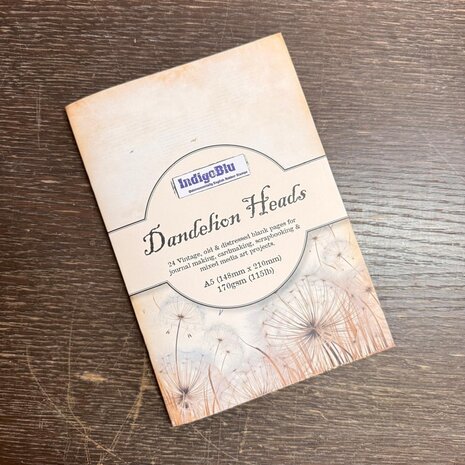 IndigoBlu
Dandelion Heads
24 Vintage, old & distressed blank pages for
journal making, cardmaking, scrapbooking &
mixed media art projects.
A5 (148mm x 210mm)
170gsm (115lb)